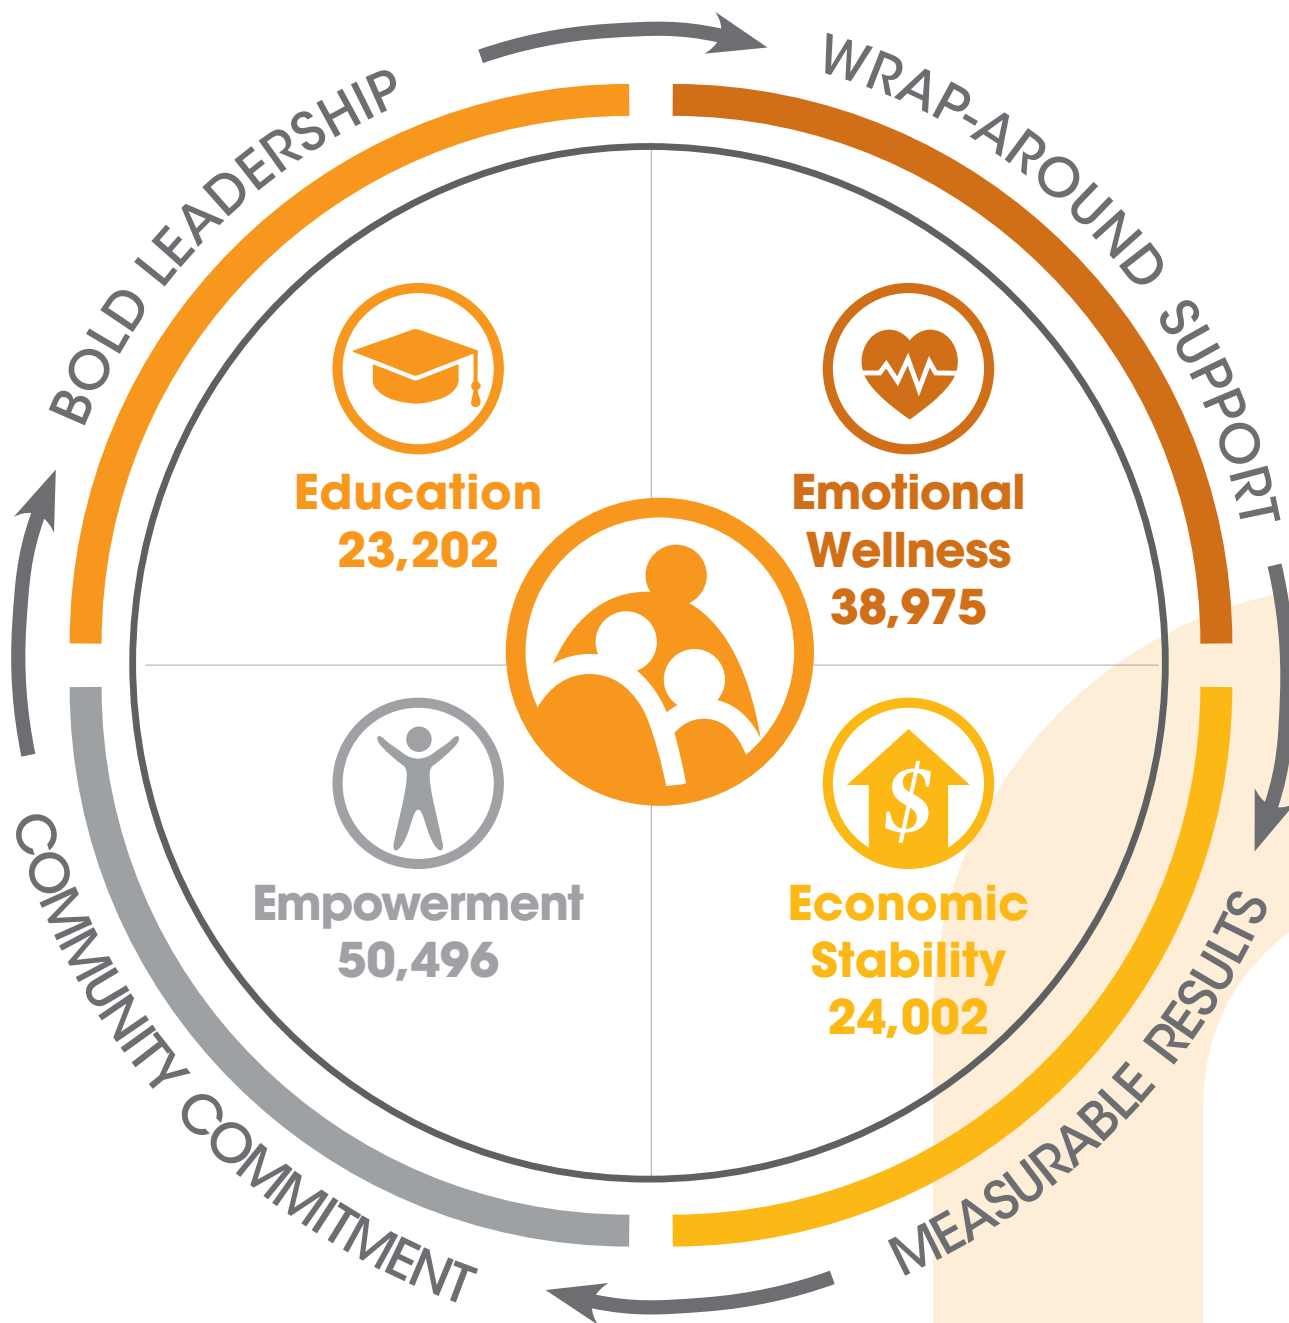 BOLD LEADERSHIP
WRAP-AROUND SUPPORT
Education
23,202
Emotional
Wellness
38,975
Empowerment
50,496
$
Economic
Stability
24,002
COMMUNITY COMMITMENT
MEASURABLE RESULTS